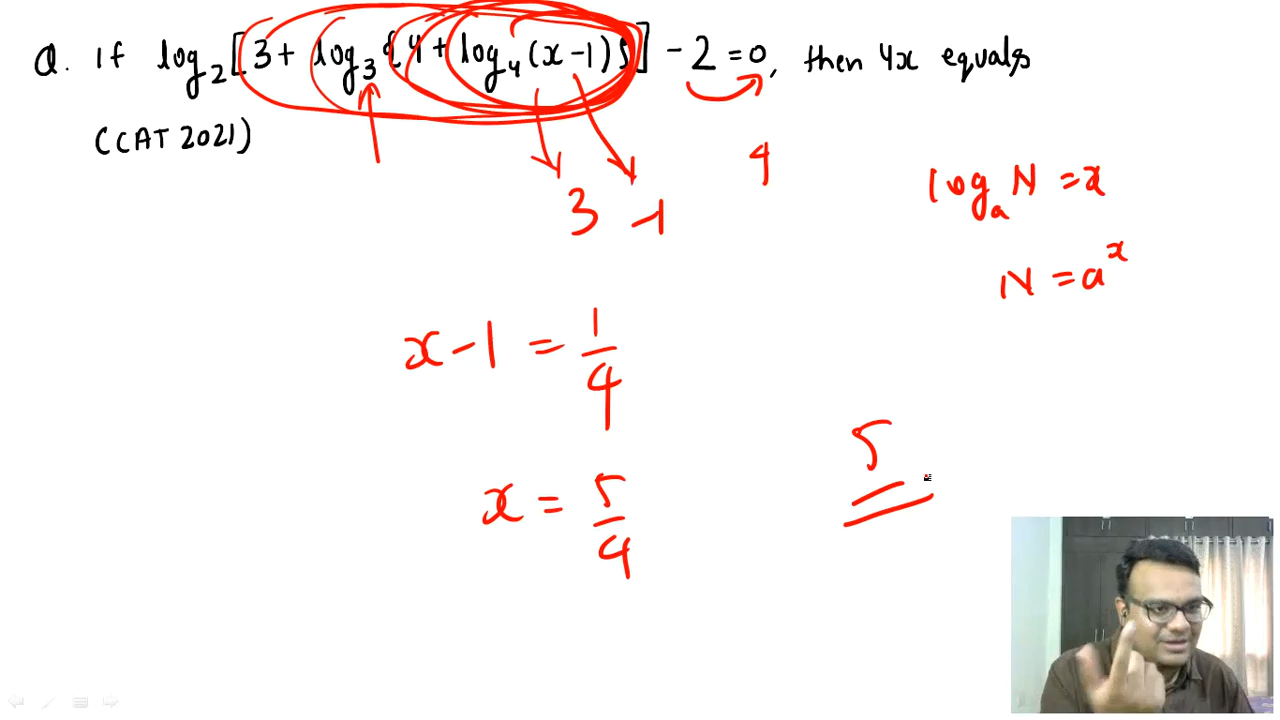 Q. If log₂[3 + log₃{4 + log₄(x-1)}] - 2 = 0, then 4x equals
(CAT 2021)
4
3 -1
logₐ N = x
N = aˣ
x - 1 = 1/4
x = 5/4
5